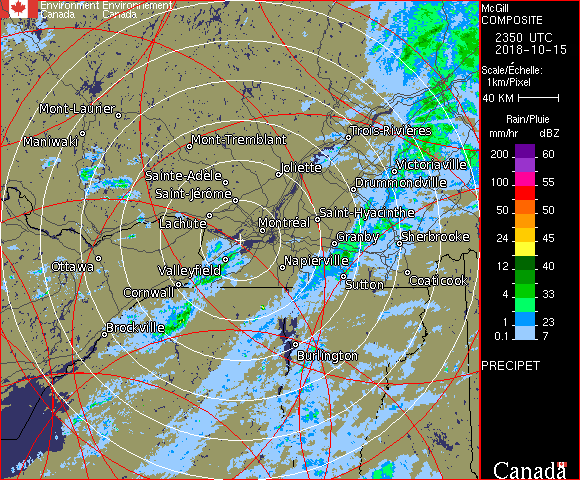 Environment Environnement
Canada Canada
McGill
COMPOSITE
2350 UTC
2018-10-15
Scale/Échelle:
1km/Pixel
40 KM
Rain/Pluie
mm/hr dBZ
200 60
150 57
100 55
50 50
24 45
12 40
4 33
0.1 7
1 23
PRECIPET
Canada
Mont-Laurier
Maniwaki
Mont-Tremblant
Trois-Rivières
Joliette
Victoriaville
Sainte-Adèle
Drummondville
Saint-Jérôme
Lachute
Saint-Hyacinthe
Montréal
Granby
Sherbrooke
Ottawa
Valleyfield
Napierville
Cornwall
Sutton
Coaticook
Brockville
Burlington